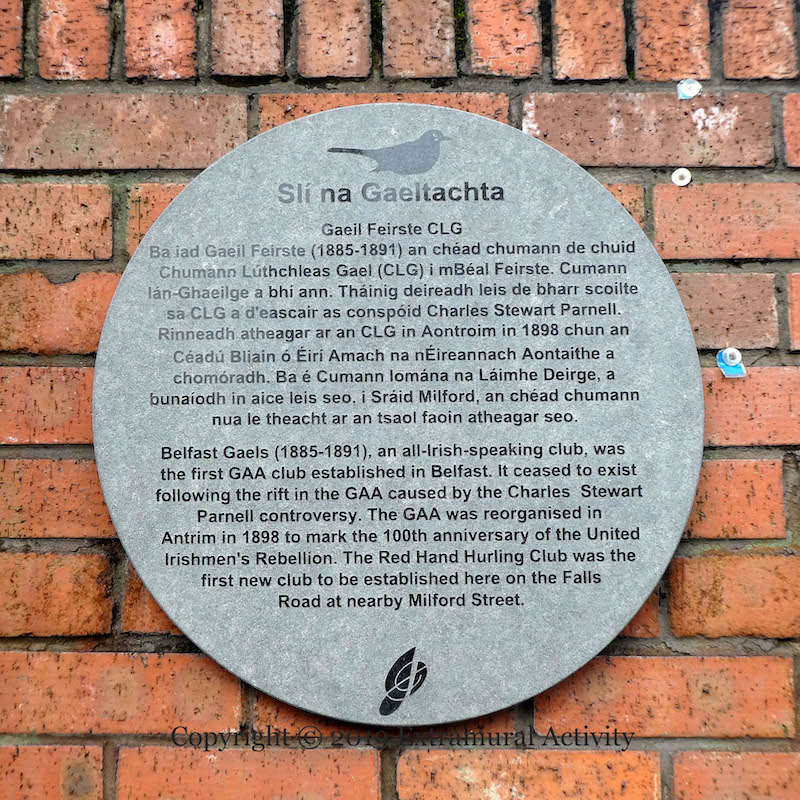 Slí na Gaeltachta
Gaeil Feirste CLG
Ba iad Gaeil Feirste (1885-1891) an chéad chumann de chuid
Chumann Lúthchleas Gael (CLG) i mBéal Feirste. Cumann
lán-Ghaeilge a bhí ann. Tháinig deireadh leis de bharr scoilte
sa CLG a d'eascair as conspóid Charles Stewart Parnell.
Rinneadh atheagar ar an CLG in Aontroim in 1898 chun an
Céadú Bliain ó Éirí Amach na nÉireannach Aontaithe a
chomóradh. Ba é Cumann Iomána na Láimhe Deirge, a
bunaíodh in aice leis seo, i Sráid Milford, an chéad chumann
nua le theacht ar an tsaol faoin atheagar seo.
Belfast Gaels (1885-1891), an all-Irish-speaking club, was
the first GAA club established in Belfast. It ceased to exist
following the rift in the GAA caused by the Charles Stewart
Parnell controversy. The GAA was reorganised in
Antrim in 1898 to mark the 100th anniversary of the United
Irishmen's Rebellion. The Red Hand Hurling Club was the
first new club to be established here on the Falls
Road at nearby Milford Street.
Copyright © 2019 Extramural Activity